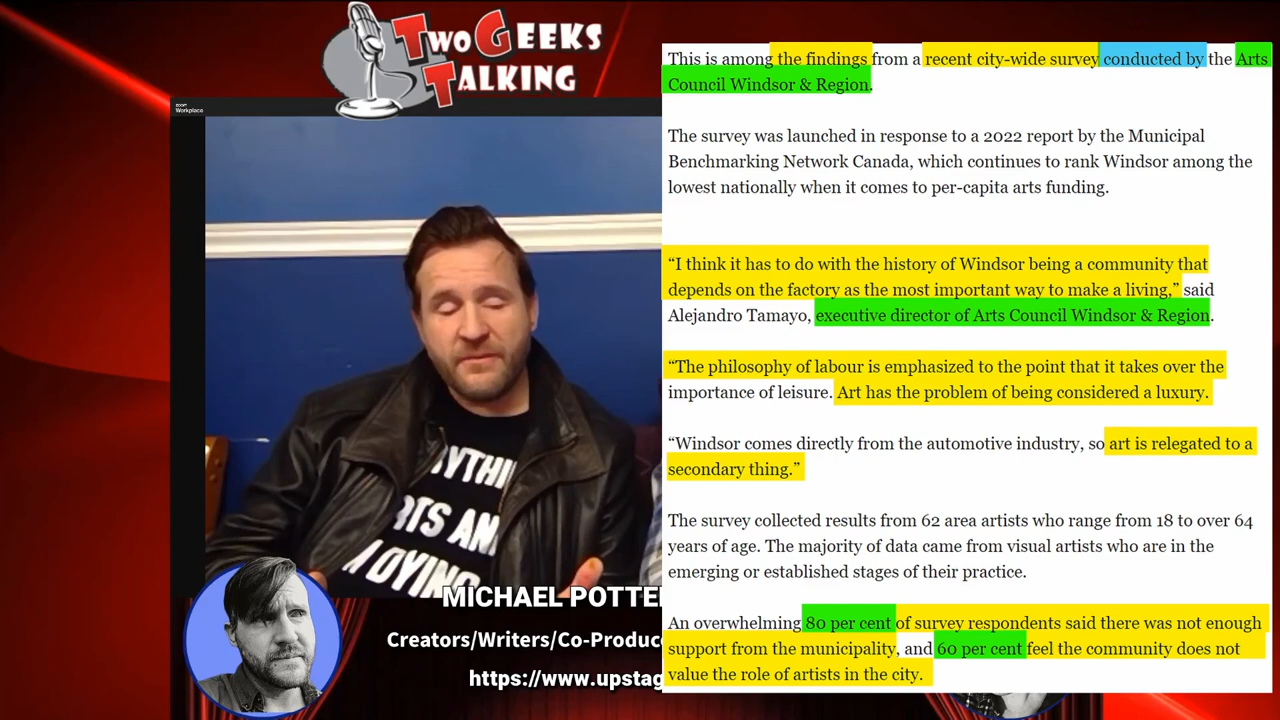 TWO GEEKS
TALKING
zoom
Workplace
This is among the findings from a recent city-wide survey conducted by the Arts
Council Windsor & Region.
The survey was launched in response to a 2022 report by the Municipal
Benchmarking Network Canada, which continues to rank Windsor among the
lowest nationally when it comes to per-capita arts funding.
“I think it has to do with the history of Windsor being a community that
depends on the factory as the most important way to make a living,” said
Alejandro Tamayo, executive director of Arts Council Windsor & Region.
“The philosophy of labour is emphasized to the point that it takes over the
importance of leisure. Art has the problem of being considered a luxury.
“Windsor comes directly from the automotive industry, so art is relegated to a
secondary thing.”
The survey collected results from 62 area artists who range from 18 to over 64
years of age. The majority of data came from visual artists who are in the
emerging or established stages of their practice.
An overwhelming 80 per cent of survey respondents said there was not enough
support from the municipality, and 60 per cent feel the community does not
value the role of artists in the city.
YTHI
RTS AN
DYING
MICHAEL POTTE
Creators/Writers/Co-Produc
https://www.upstag